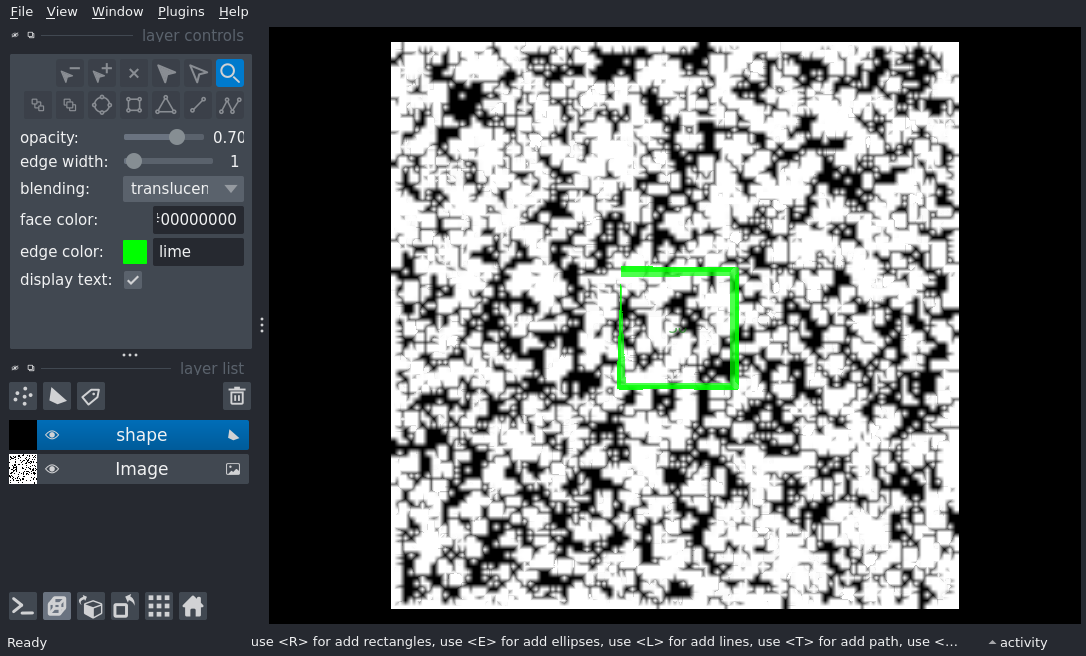 File View Window Plugins Help
layer controls
opacity: 0.70
edge width: 1
blending: translucen
face color: #00000000
edge color: lime
display text:
layer list
shape
Image
Ready
use <R> for add rectangles, use <E> for add ellipses, use <L> for add lines, use <T> for add path, use <...
activity